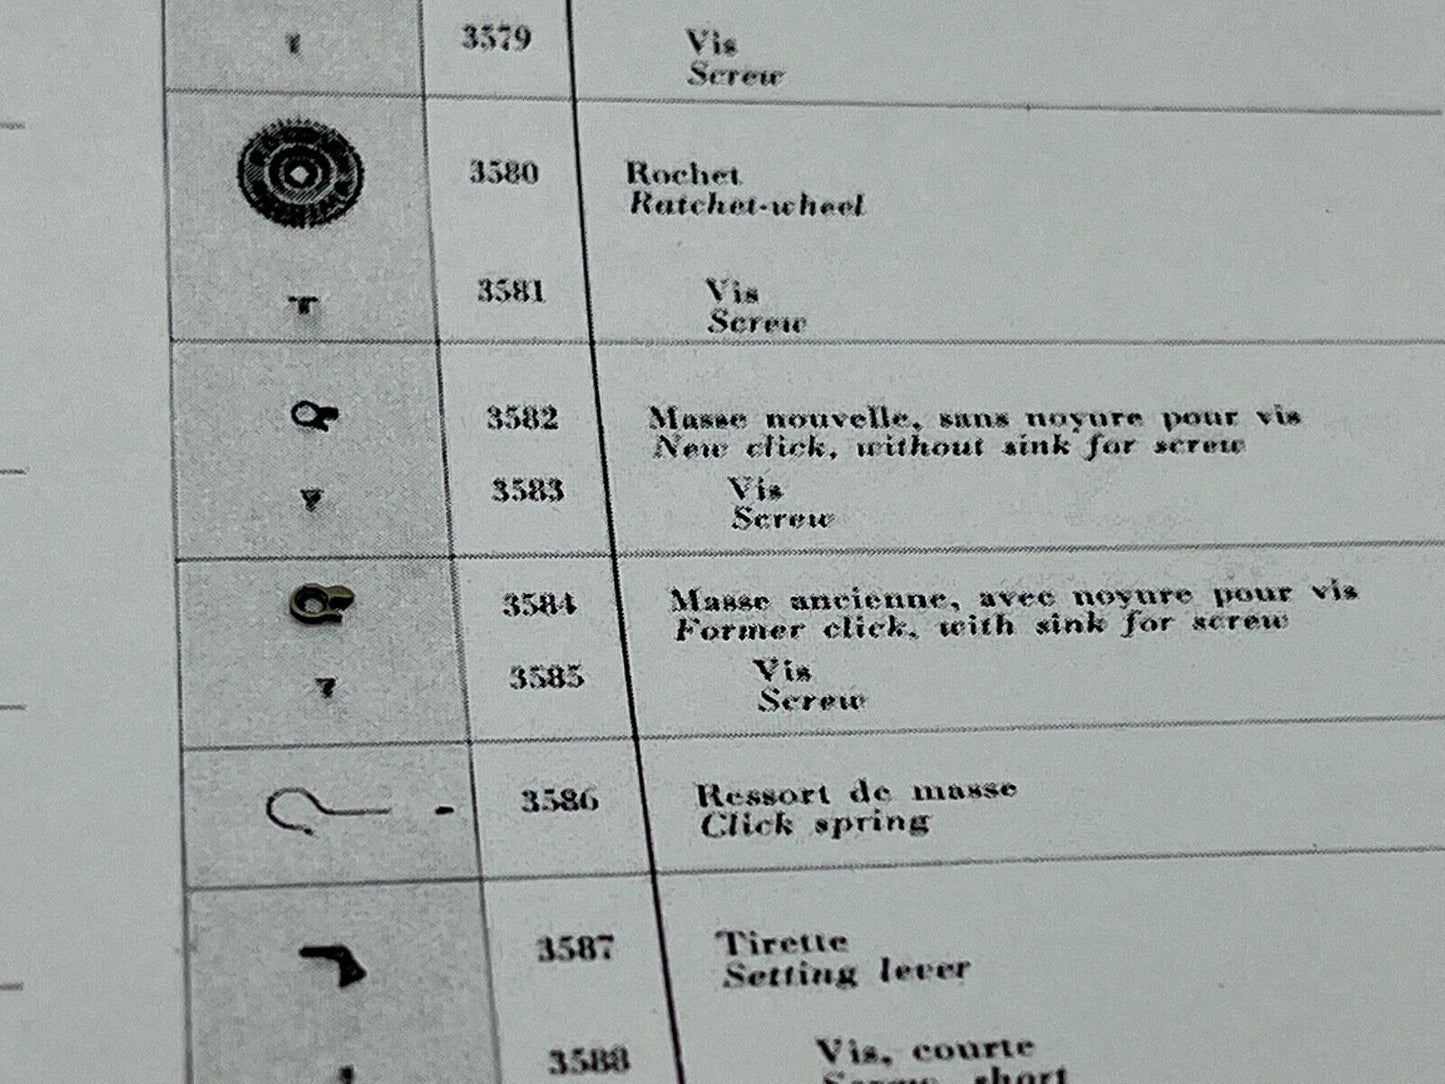 3579 Vis
Screw
3580 Rochet
Ratchet-wheel
3581 Vis
Screw
3582 Masse nouvelle, sans noyure pour vis
New click, without sink for screw
3583 Vis
Screw
3584 Masse ancienne, avec noyure pour vis
Former click, with sink for screw
3585 Vis
Screw
3586 Ressort de masse
Click spring
3587 Tirette
Setting lever
3588 Vis, courte
Screw, short